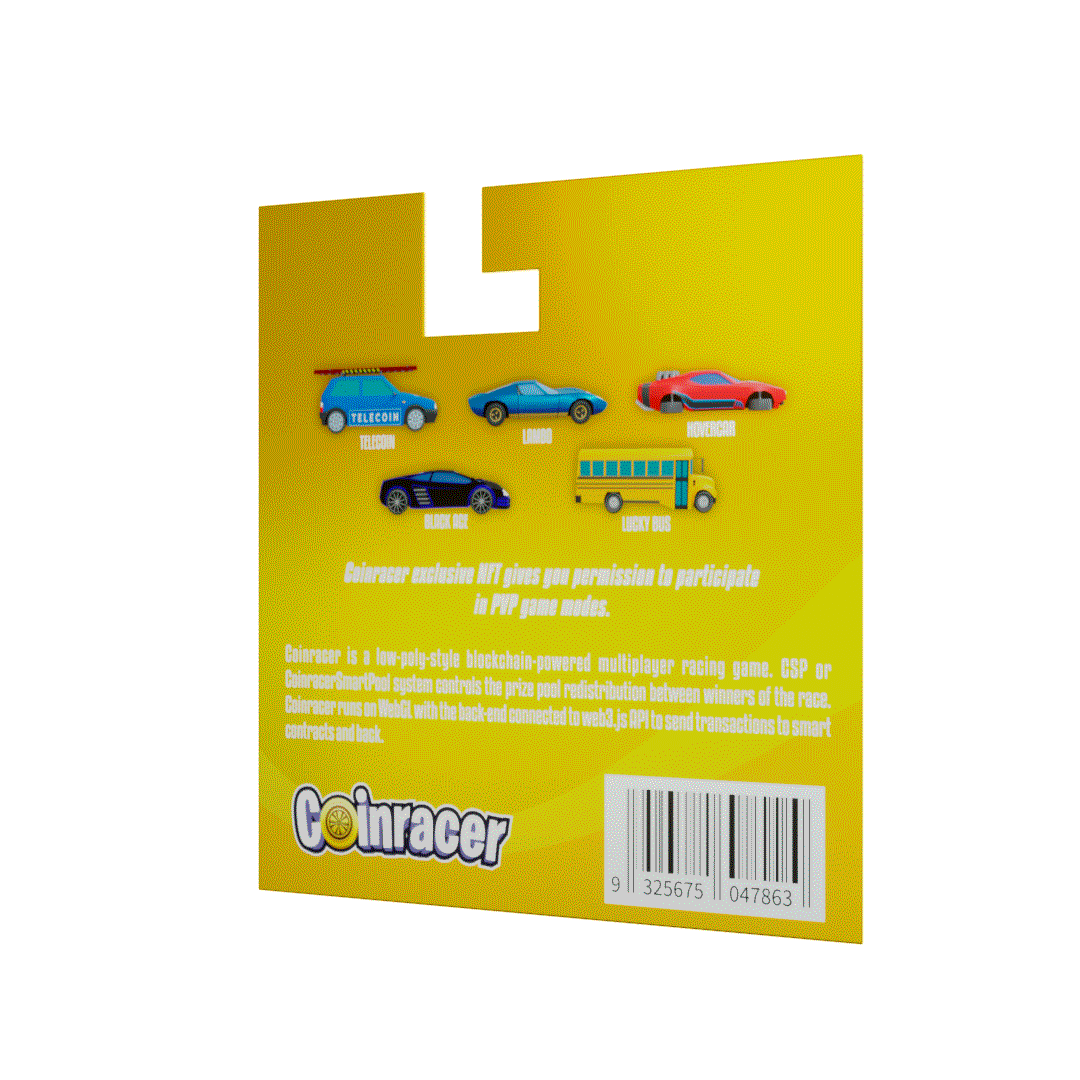 TELECOIN
TELECOIN
LAMBO
HOVERCAR
LUCKY BUS
Coinracer exclusive NFT gives you permission to participate
in PVP game modes.
Coinracer is a low-poly-style blockchain-powered multiplayer racing game. CSP or
CoinracerSmartPool system controls the prize pool redistribution between winners of the race.
Coinracer runs on WebGL with the back-end connected to web3.js API to send transactions to smart
contracts and back.
Coinracer
9 325675 047863